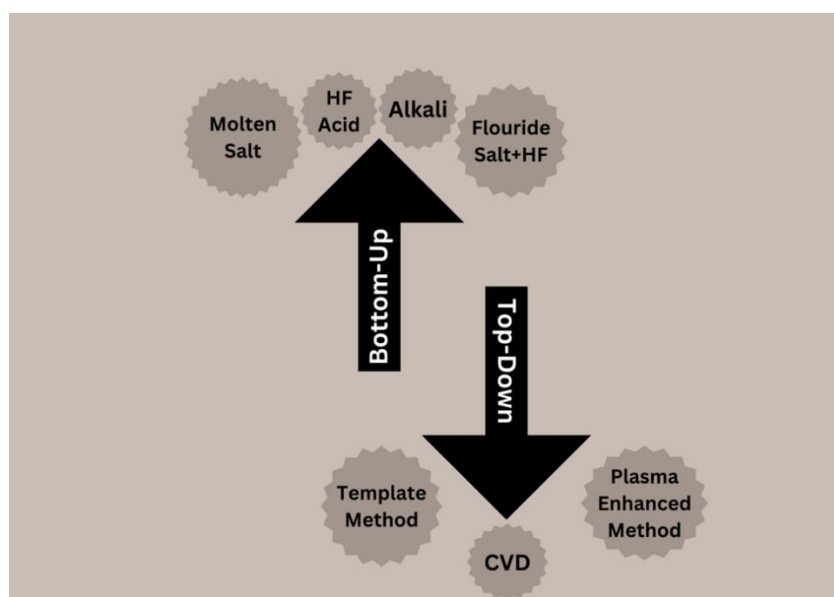 Molten
Salt
HF
Acid
Alkali
Flouride
Salt+HF
Bottom-Up
Top-Down
Template
Method
CVD
Plasma
Enhanced
Method